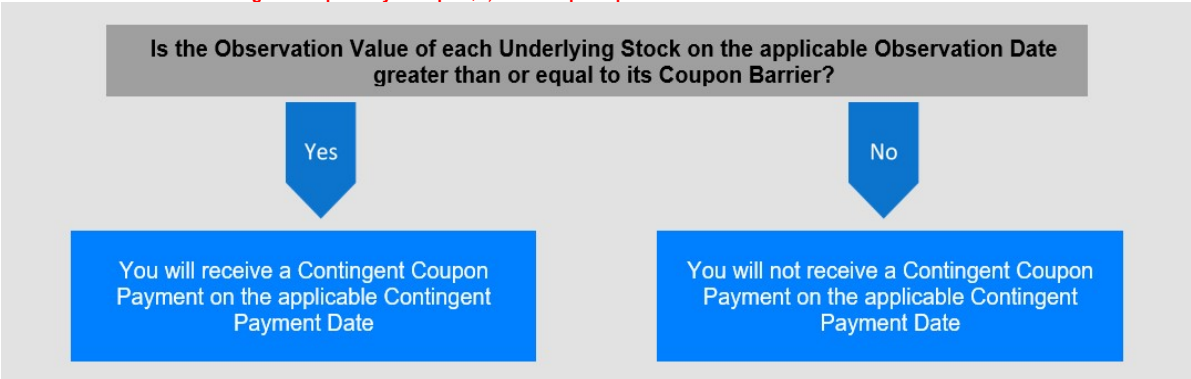 Is the Observation Value of each Underlying Stock on the applicable Observation Date
greater than or equal to its Coupon Barrier?
Yes
No
You will receive a Contingent Coupon
Payment on the applicable Contingent
Payment Date
You will not receive a Contingent Coupon
Payment on the applicable Contingent
Payment Date